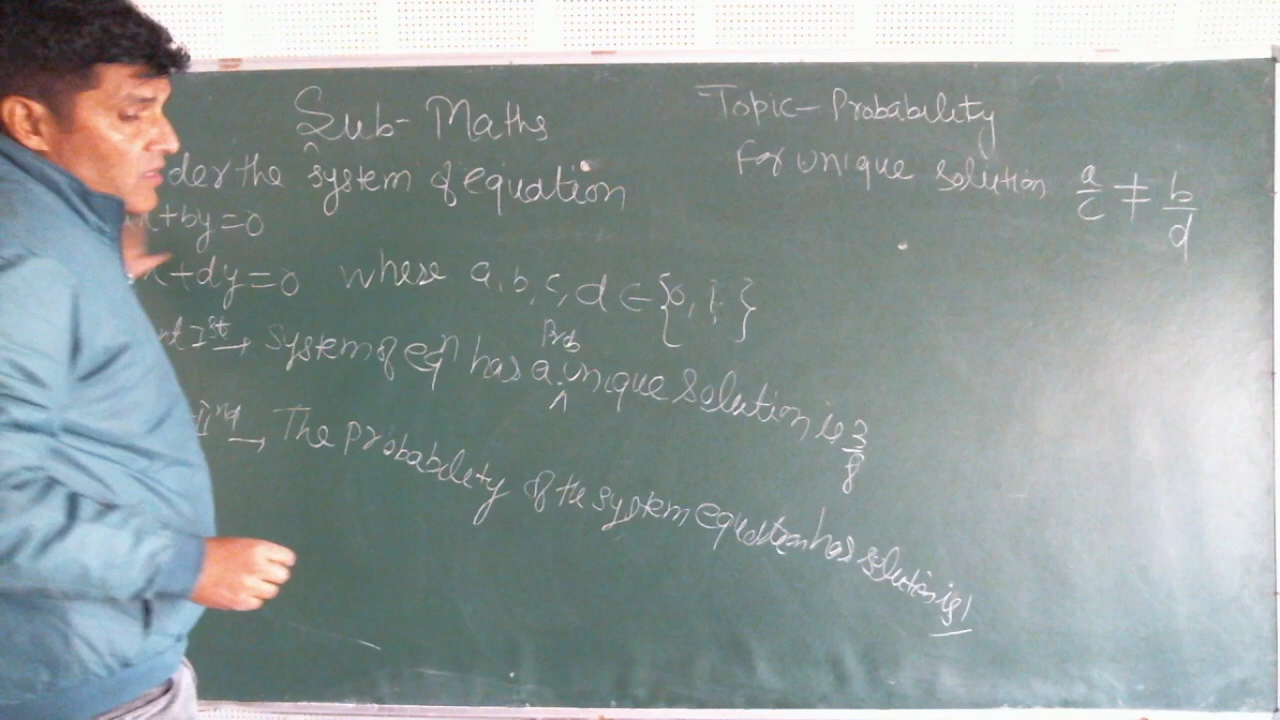 Sub- Maths
Topic- Probability
der the system of equation
For unique solution a/c ≠ b/d
x+by=0
x+dy=0 where a,b,c,d ∈ {0,1}
Ist→ System of eqn has a Prob unique solution is 3/8
IInd→ The probability of the system equation has solution is 1